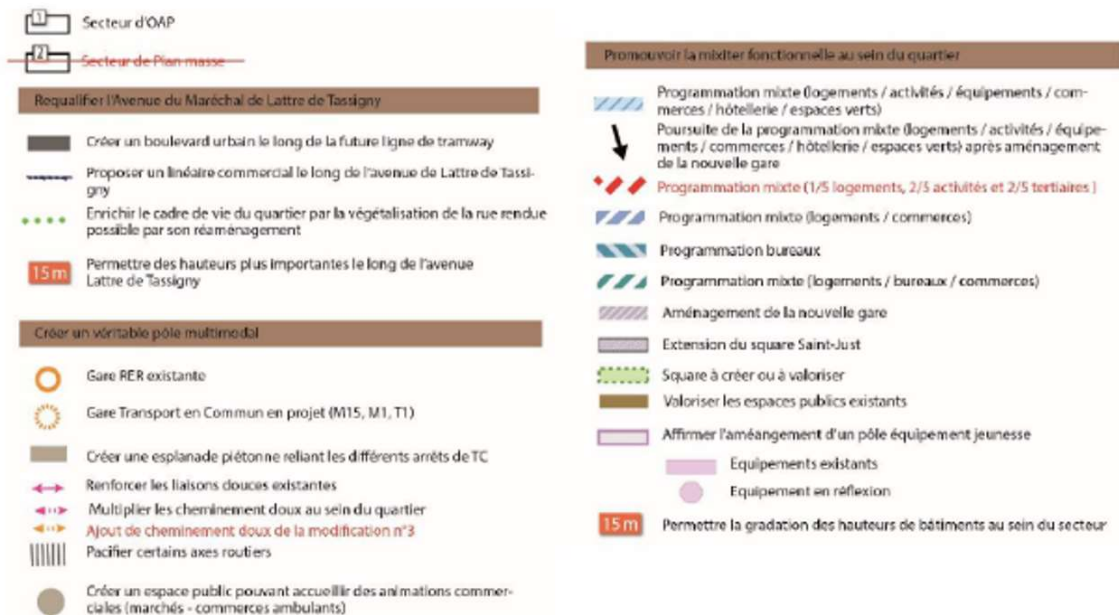 1
Secteur d'OAP
2
Secteur de Plan masse
Requalifier l'Avenue du Maréchal de Lattre de Tassigny
Créer un boulevard urbain le long de la future ligne de tramway
Proposer un linéaire commercial le long de l'avenue de Lattre de Tassi-
gny
Enrichir le cadre de vie du quartier par la végétalisation de la rue rendue
possible par son réaménagement
15 m
Permettre des hauteurs plus importantes le long de l'avenue
Lattre de Tassigny
Créer un véritable pôle multimodal
Gare RER existante
Gare Transport en Commun en projet (M15, M1, T1)
Créer une esplanade piétonne reliant les différents arrêts de TC
Renforcer les liaisons douces existantes
Multiplier les cheminement doux au sein du quartier
Ajout de cheminement doux de la modification n°3
Pacifier certains axes routiers
Créer un espace public pouvant accueillir des animations commer-
ciales (marchés - commerces ambulants)
Promouvoir la mixiter fonctionnelle au sein du quartier
Programmation mixte (logements / activités / équipements / com-
merces / hôtellerie / espaces verts)
Poursuite de la programmation mixte (logements / activités / équipe-
ments / commerces / hôtellerie / espaces verts) après aménagement
de la nouvelle gare
Programmation mixte (1/5 logements, 2/5 activités et 2/5 tertiaires )
Programmation mixte (logements / commerces)
Programmation bureaux
Programmation mixte (logements / bureaux / commerces)
Aménagement de la nouvelle gare
Extension du square Saint-Just
Square à créer ou à valoriser
Valoriser les espaces publics existants
Affirmer l'améangement d'un pôle équipement jeunesse
Equipements existants
Equipement en réflexion
15 m
Permettre la gradation des hauteurs de bâtiments au sein du secteur